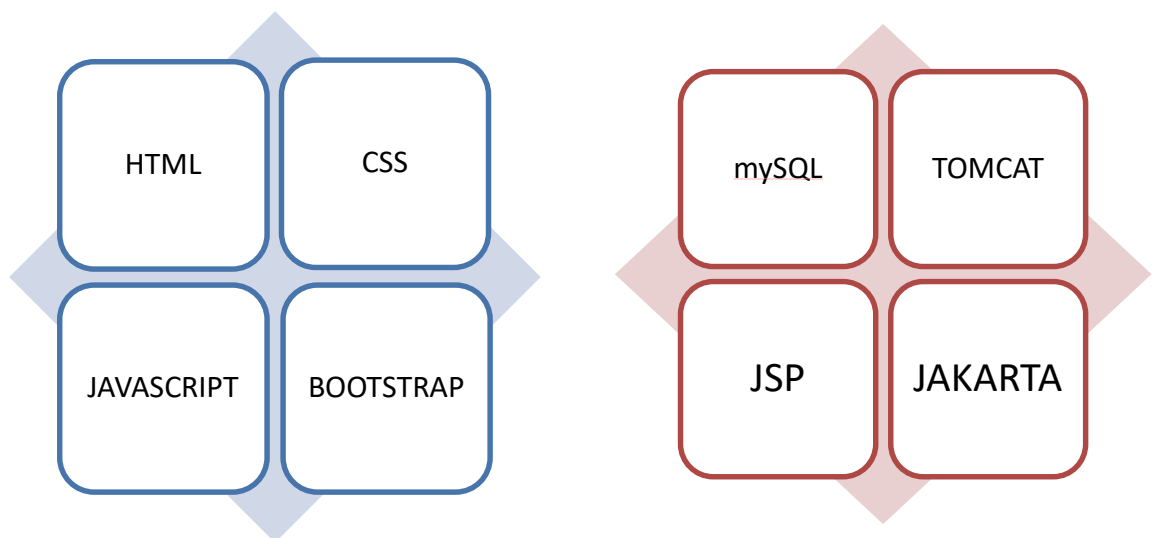 HTML
CSS
JAVASCRIPT
BOOTSTRAP
mySQL
TOMCAT
JSP
JAKARTA